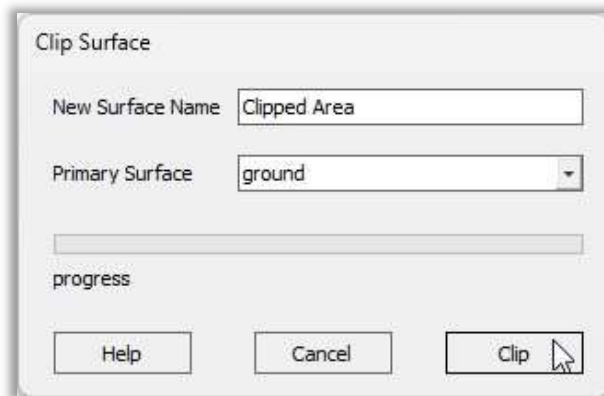 Clip Surface
New Surface Name Clipped Area
Primary Surface ground
progress
Help Cancel Clip